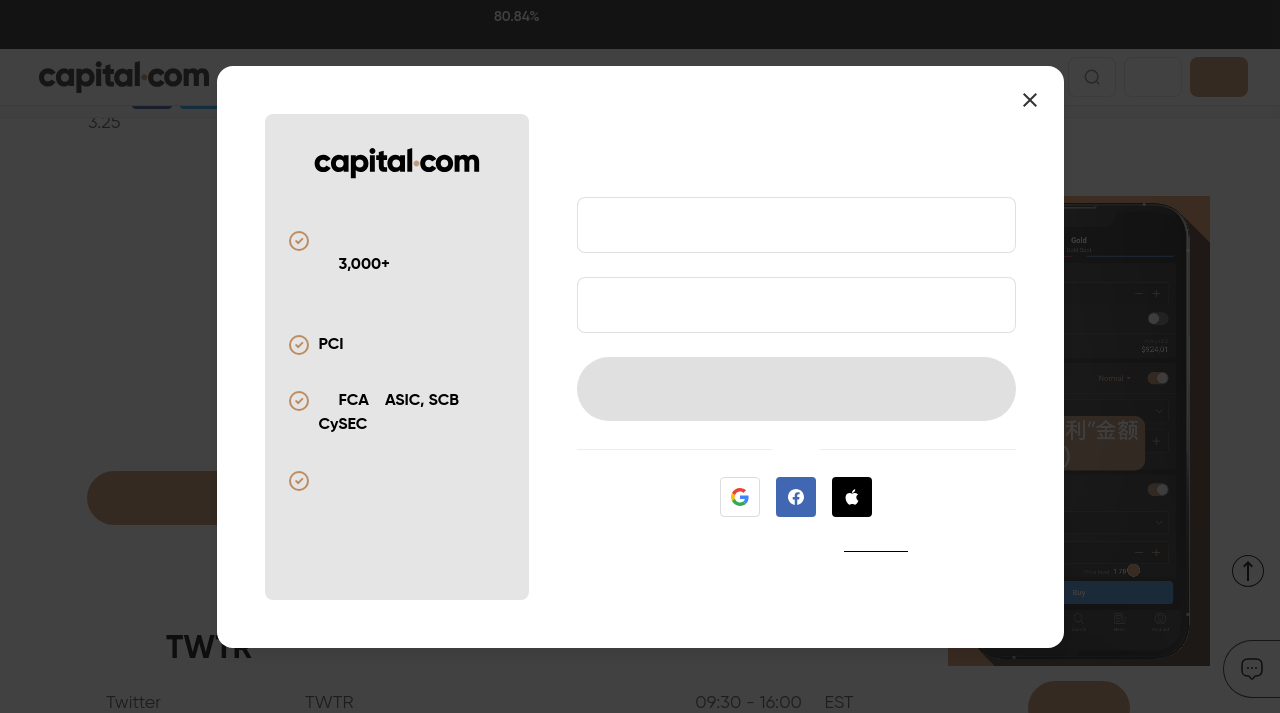 80.84%
capital.com
3.25
capital.com
3,000+
PCI
FCA ASIC, SCB
CySEC
Gold
$924.01
Normal
利”金额
)
Buy
TWTR
Twitter TWTR 09:30 - 16:00 EST